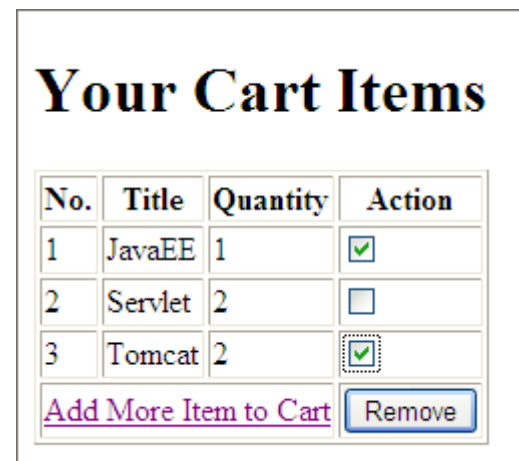 Your Cart Items
No. Title Quantity Action
1 JavaEE 1
2 Servlet 2
3 Tomcat 2
Add More Item to Cart Remove